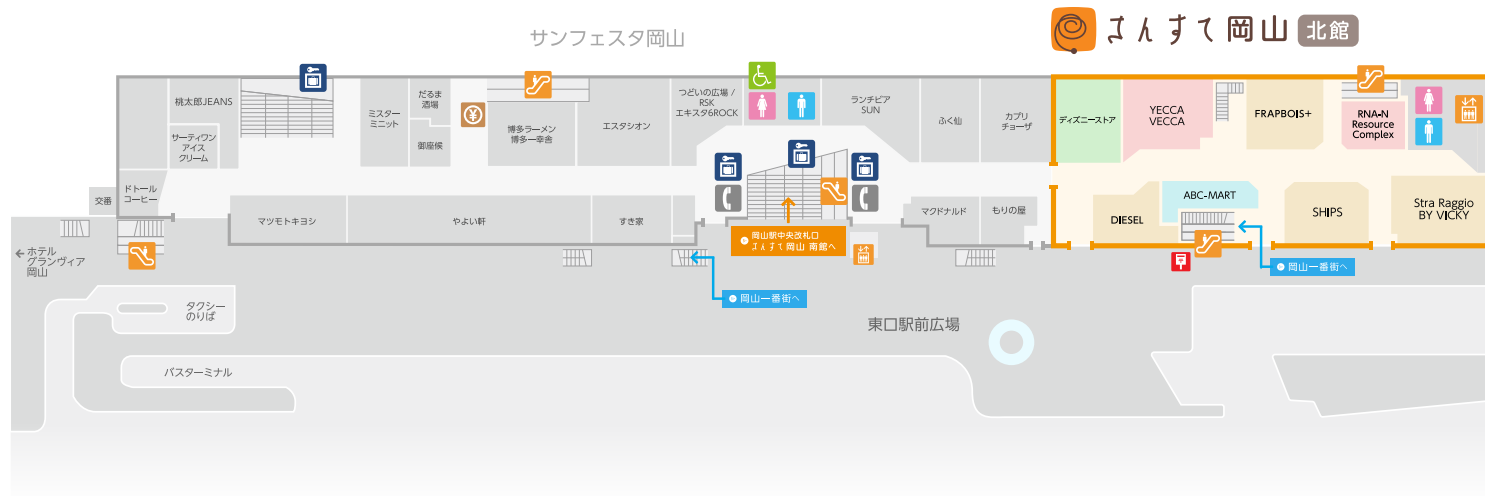 サンフェスタ岡山
さんすて岡山 北館
桃太郎JEANS
サーティワン
アイス
クリーム
ドトール
コーヒー
交番
ホテル
グランヴィア
岡山
ミスター
ミニット
だるま
酒場
御座候
博多ラーメン
博多一幸舎
エスタシオン
つどいの広場 /
RSK
エキスタ6ROCK
ランチピア
SUN
ふく仙
カプリ
チョーザ
マツモトキヨシ
やよい軒
すき家
マクドナルド
もりの屋
岡山駅中央改札口
さんすて岡山 南館へ
岡山一番街へ
タクシー
のりば
バスターミナル
東口駅前広場
ディズニーストア
YECCA
VECCA
FRAPBOIS+
RNA-N
Resource
Complex
DIESEL
ABC-MART
SHIPS
Stra Raggio
BY VICKY
岡山一番街へ